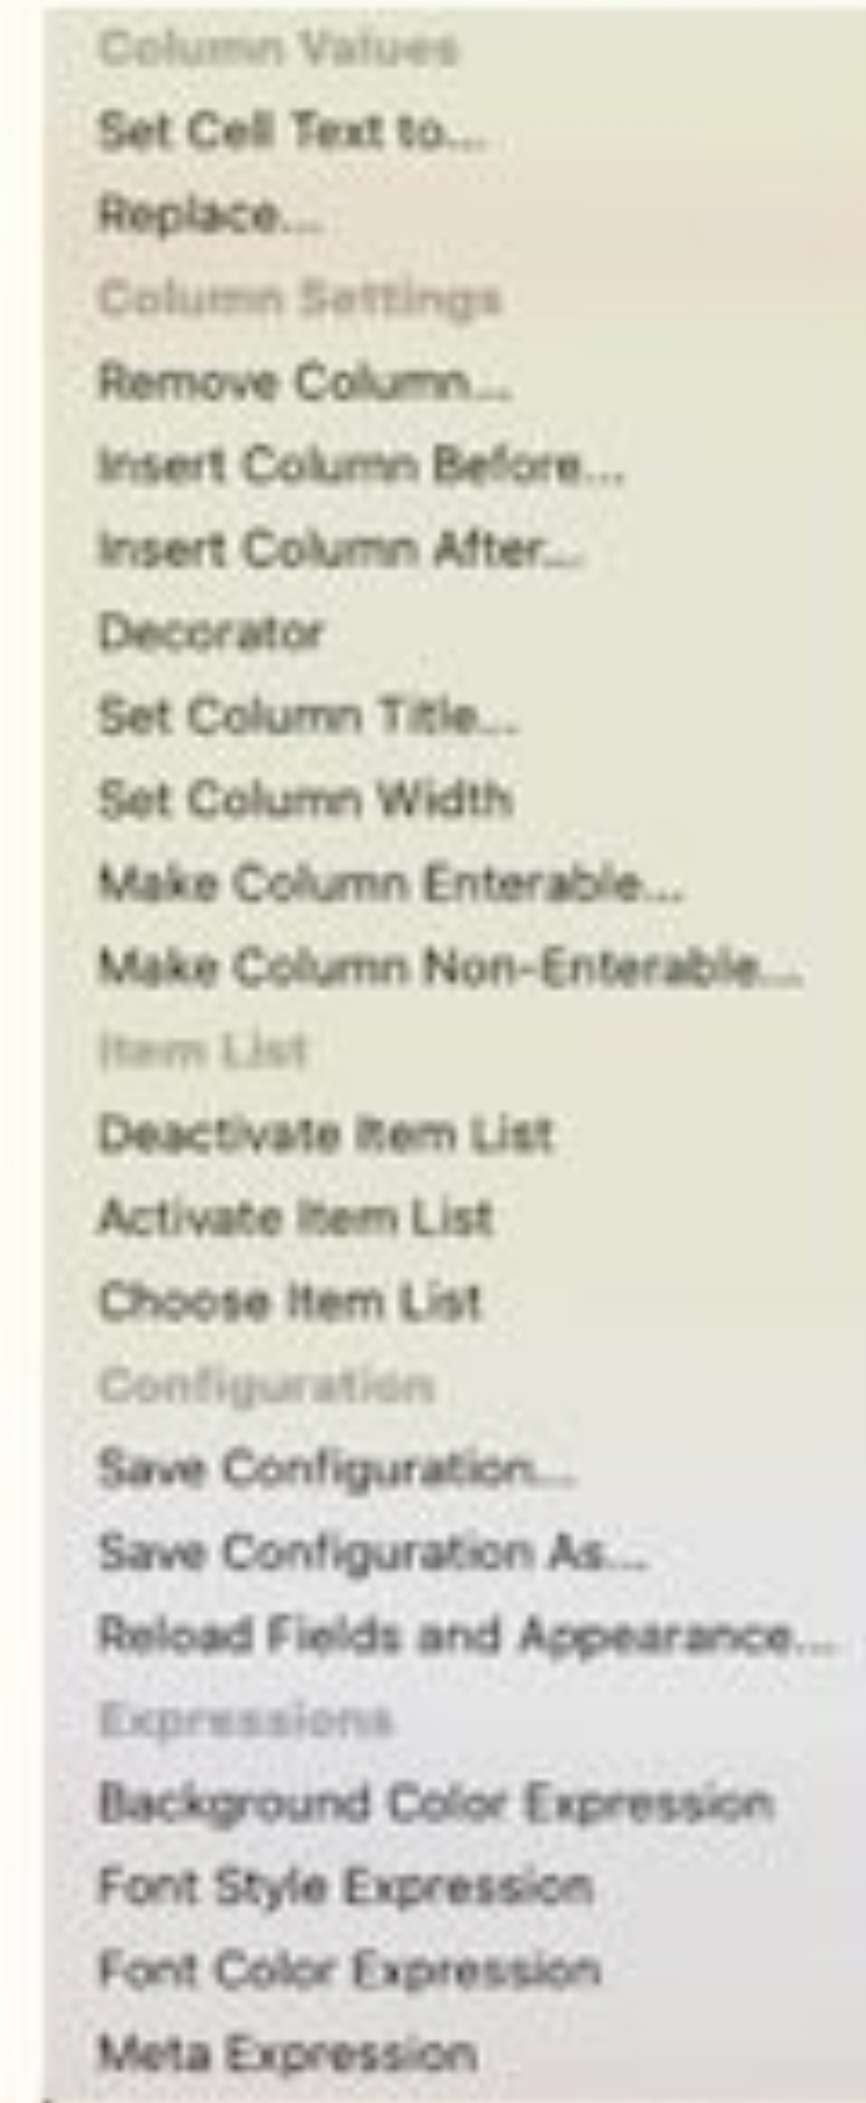 Column Values
Set Cell Text to...
Replace...
Column Settings
Remove Column...
Insert Column Before...
Insert Column After...
Decorator
Set Column Title...
Set Column Width
Make Column Enterable...
Make Column Non-Enterable...
Item List
Deactivate Item List
Activate Item List
Choose Item List
Configuration
Save Configuration...
Save Configuration As...
Reload Fields and Appearance...
Expressions
Background Color Expression
Font Style Expression
Font Color Expression
Meta Expression